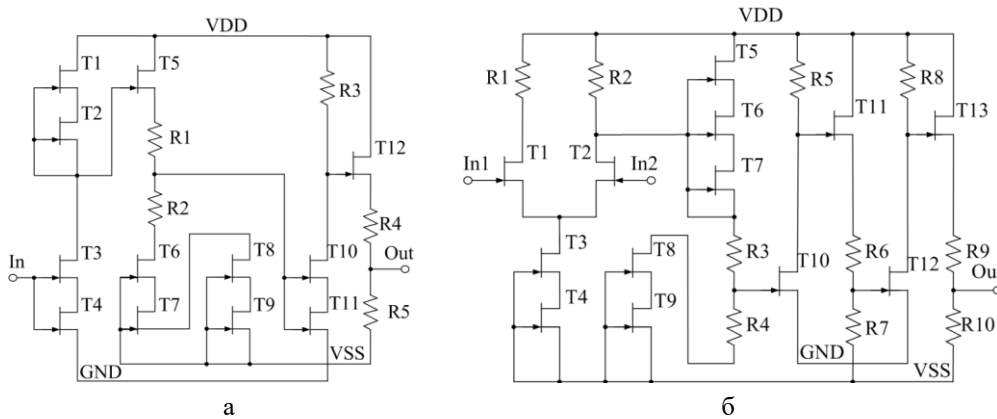 VDD
T1
T5
T2
R3
R1
T12
R2
R4
In
T3
T6
T8
T10
Out
T4
T7
T9
T11
R5
VSS
GND
а
VDD
R1
R2
T5
R5
R8
T6
T11
T13
In1
T1
T2
In2
T7
T3
T8
R3
T10
R6
T12
R9
Ou
T4
T9
R4
R7
R10
GND
VSS
б